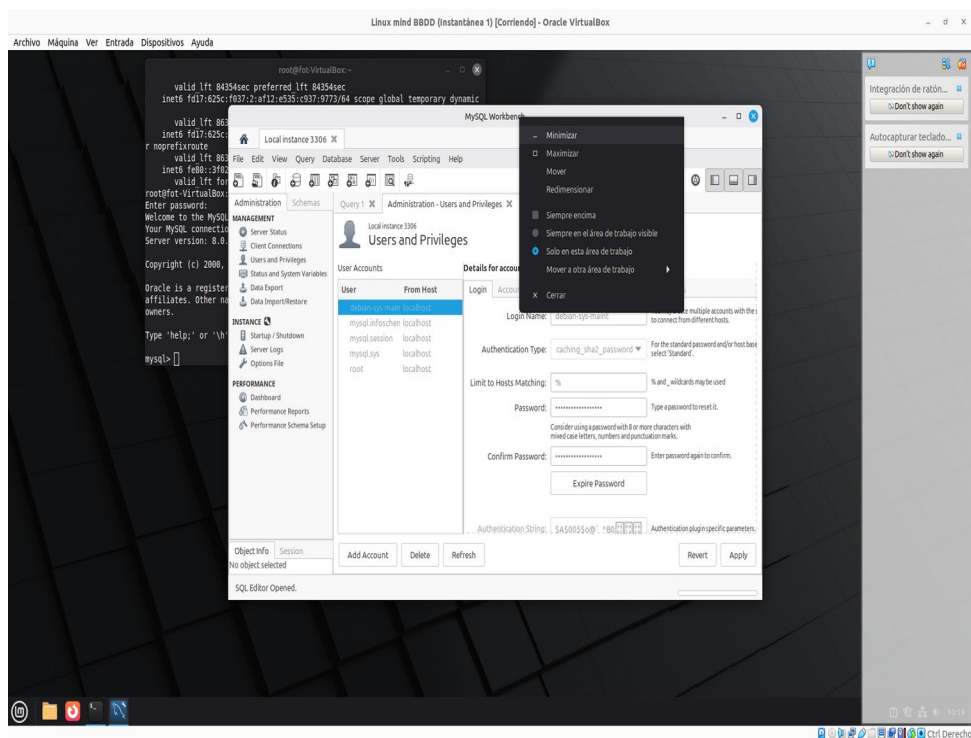 Linux mind BBDD (Instantánea 1) [Corriendo] - Oracle VirtualBox
Archivo Máquina Ver Entrada Dispositivos Ayuda
root@fot-VirtualBox: ~
valid_lft 84354sec preferred_lft 84354sec
inet6 fd17:625c:f037:2:af12:e535:c937:9773/64 scope global temporary dynamic
valid_lft 863
inet6 fd17:625c:
r noprefixroute
valid_lft 863
inet6 fe80::3f02
valid_lft for
root@fot-VirtualBox:
Enter password:
Welcome to the MySQL
Your MySQL connectio
Server version: 8.0.
Copyright (c) 2000,
Oracle is a register
affiliates. Other na
owners.
Type 'help;' or '\h'
mysql>
MySQL Workbench
Local instance 3306
File Edit View Query Database Server Tools Scripting Help
Administration Schemas
MANAGEMENT
Server Status
Client Connections
Users and Privileges
Status and System Variables
Data Export
Data Import/Restore
INSTANCE
Startup / Shutdown
Server Logs
Options File
PERFORMANCE
Dashboard
Performance Reports
Performance Schema Setup
Object Info Session
No object selected
Query 1 Administration - Users and Privileges
Local instance 3306
Users and Privileges
User Accounts
User From Host
debian-sys-main localhost
mysql.infoschen localhost
mysql.session localhost
mysql.sys localhost
root localhost
Details for accou
Login Accou
Login Name: debian-sys-maint
multiple accounts with the
to connect from different hosts.
Authentication Type: caching_sha2_password
For the standard password and/or host base
select 'Standard'.
Limit to Hosts Matching: % % and _ wildcards may be used
Password: ****************** Type a password to reset it.
Consider using a password with 8 or more characters with
mixed case letters, numbers and punctuation marks.
Confirm Password: ****************** Enter password again to confirm.
Expire Password
Authentication String: Authentication plugin specific parameters.
Add Account Delete Refresh Revert Apply
SQL Editor Opened.
Minimizar
Maximizar
Mover
Redimensionar
Siempre encima
Siempre en el área de trabajo visible
Solo en esta área de trabajo
Mover a otra área de trabajo
Cerrar
Integración de ratón...
Don't show again
Autocapturar teclado...
Don't show again
10:19
Ctrl Derecho